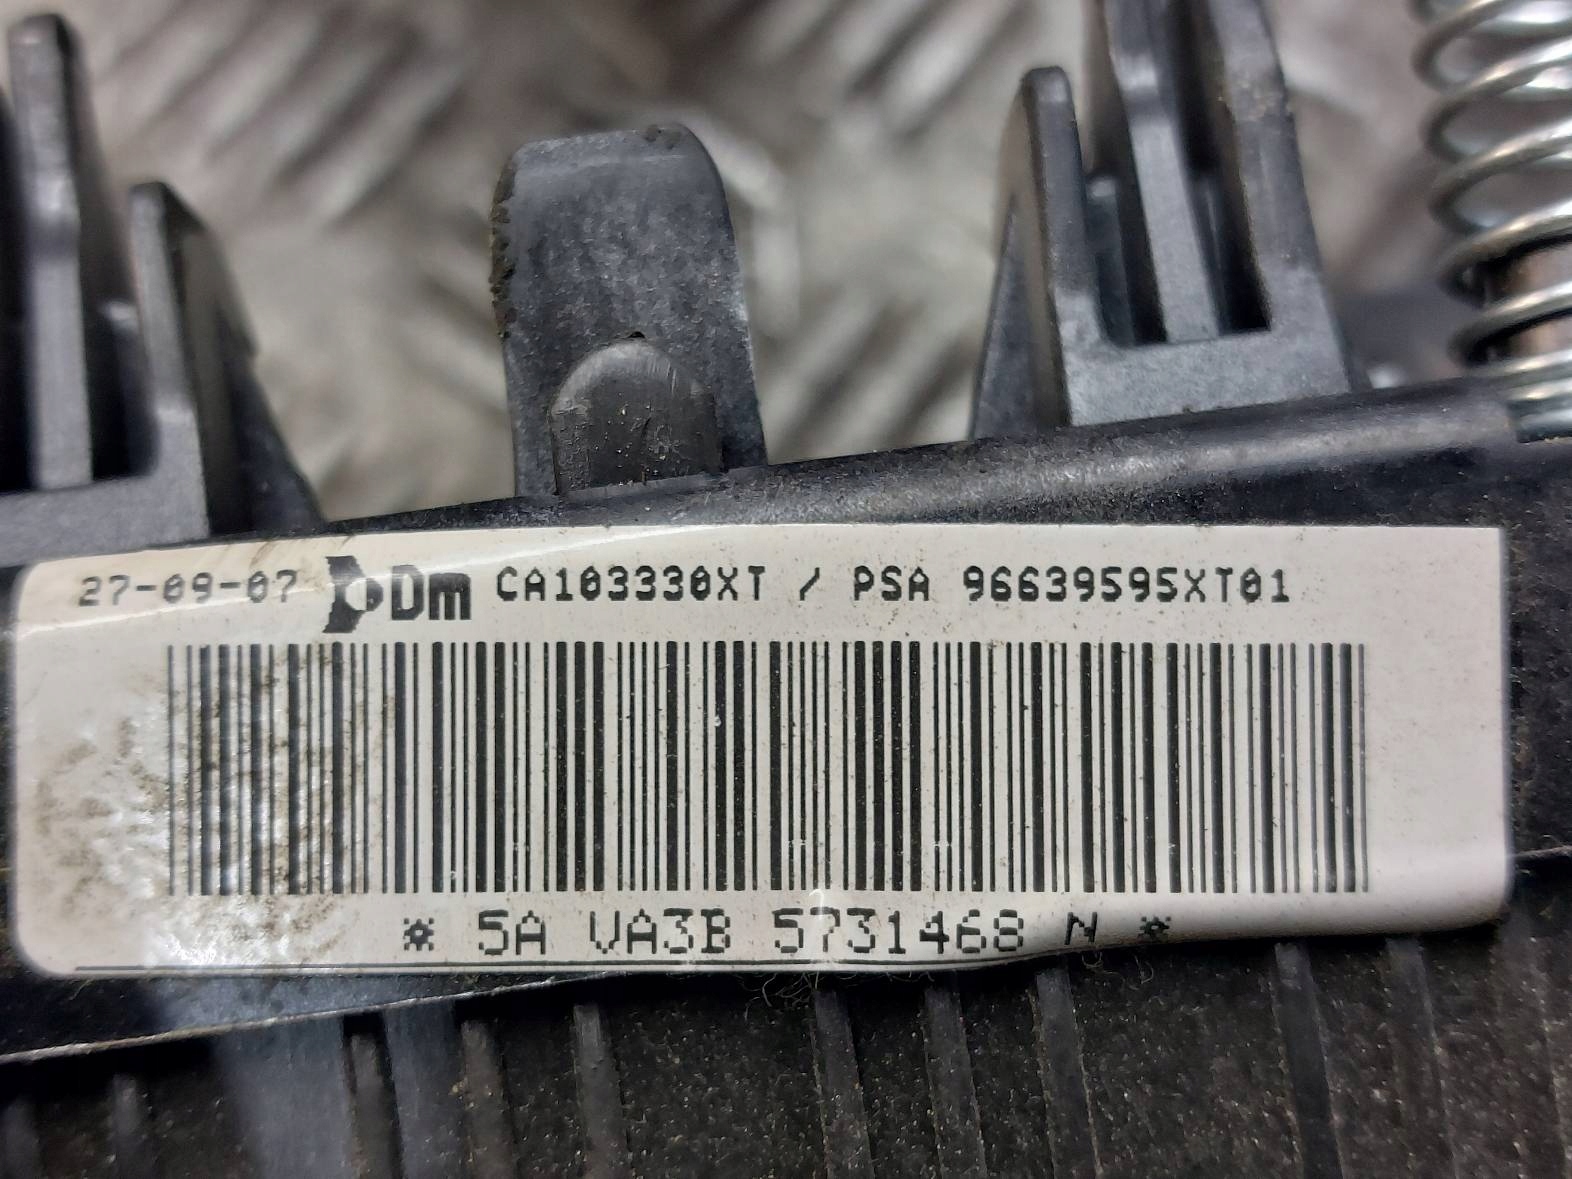 27-09-07 Dm CA103330XT / PSA 96639595XT01
* 5A VA3B 5731468 N *